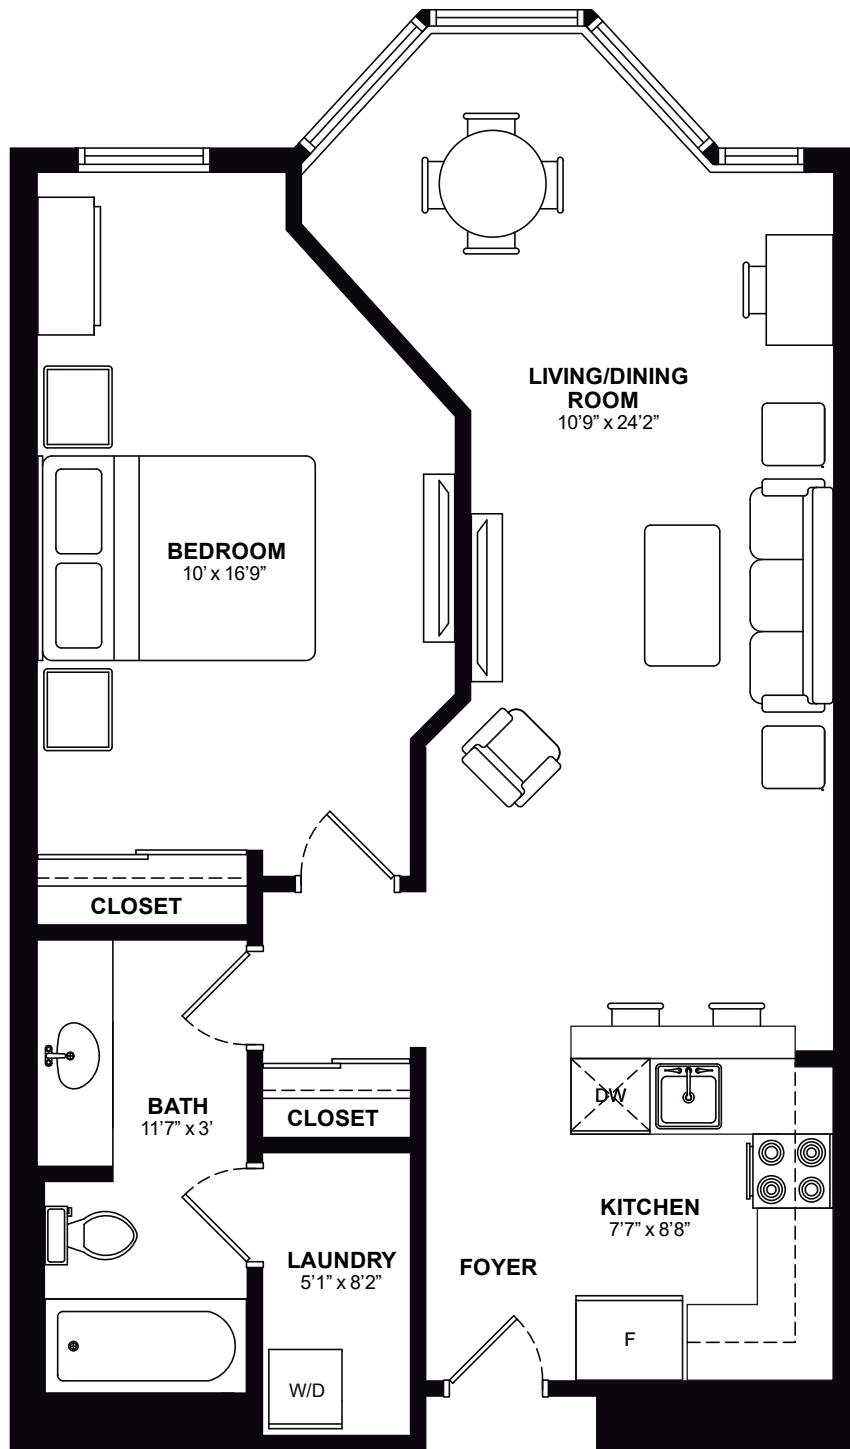 LIVING/DINING
ROOM
10’9” x 24’2”
BEDROOM
10’ x 16’9”
CLOSET
BATH
11’7” x 3'
CLOSET
DW
KITCHEN
7’7” x 8’8”
LAUNDRY
5’1” x 8’2”
FOYER
F
W/D